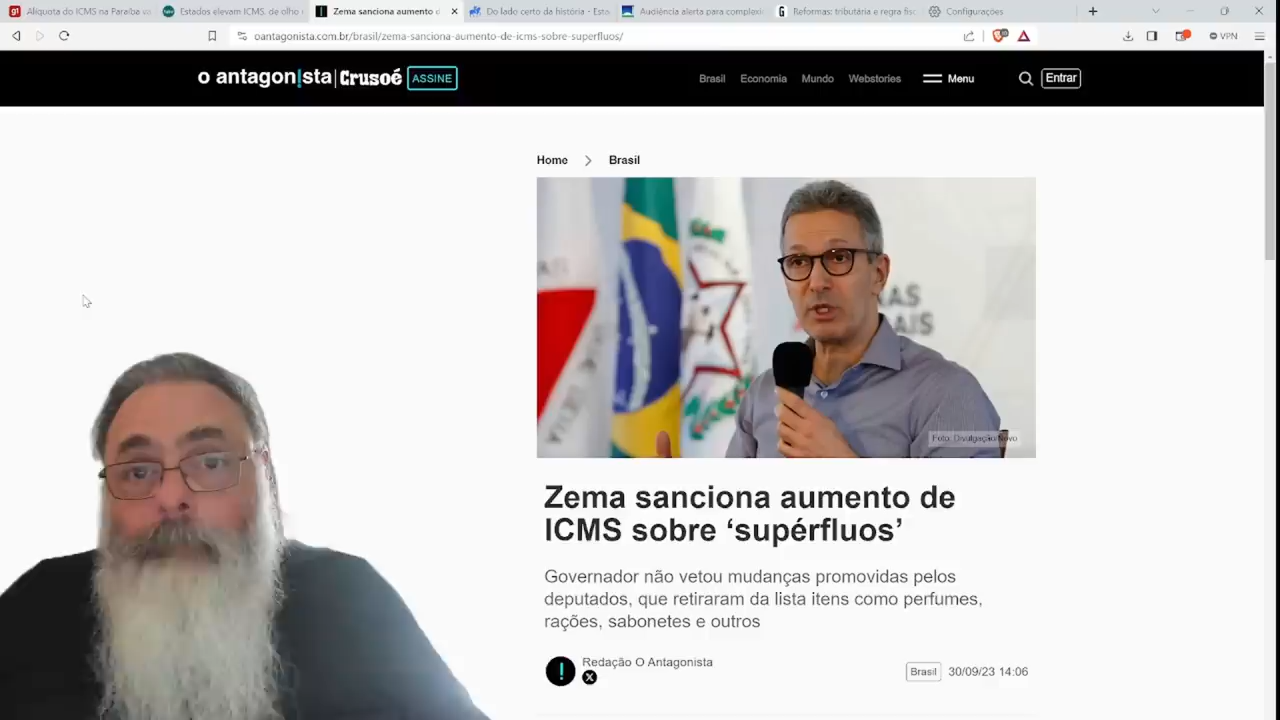 Alíquota do ICMS na Paraíba va
Estados elevam ICMS, de olho n
Zema sanciona aumento d
Do lado certo da história - Esta
Audiência alerta para complexi
Reformas: tributária e regra fisc
Configurações
oantagonista.com.br/brasil/zema-sanciona-aumento-de-icms-sobre-superfluos/
VPN
o antagonista|Crusoé ASSINE
Brasil Economia Mundo Webstories Menu Entrar
Home > Brasil
MINAS
GERAIS
Foto: Divulgação/Novo
Zema sanciona aumento de
ICMS sobre ‘supérfluos’
Governador não vetou mudanças promovidas pelos
deputados, que retiraram da lista itens como perfumes,
rações, sabonetes e outros
Redação O Antagonista
Brasil 30/09/23 14:06